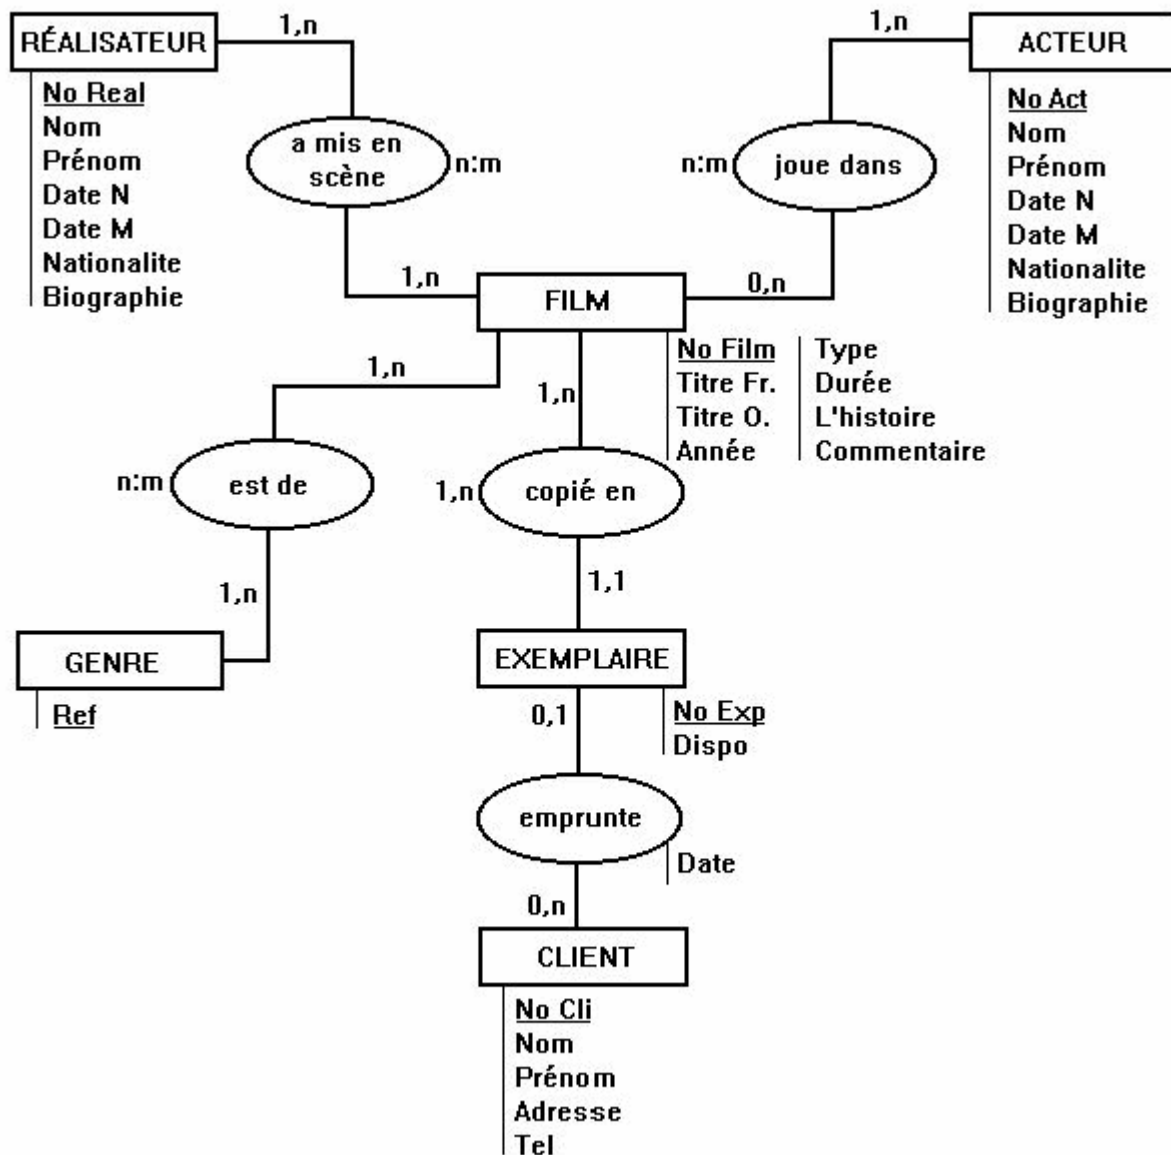 RÉALISATEUR
1,n
No Real
Nom
Prénom
Date N
Date M
Nationalite
Biographie
a mis en
scène
n:m
1,n
ACTEUR
1,n
No Act
Nom
Prénom
Date N
Date M
Nationalite
Biographie
joue dans
n:m
0,n
FILM
No Film
Titre Fr.
Titre O.
Année
Type
Durée
L'histoire
Commentaire
1,n
est de
n:m
1,n
GENRE
Ref
1,n
copié en
1,n
1,1
EXEMPLAIRE
No Exp
Dispo
0,1
emprunte
Date
0,n
CLIENT
No Cli
Nom
Prénom
Adresse
Tel